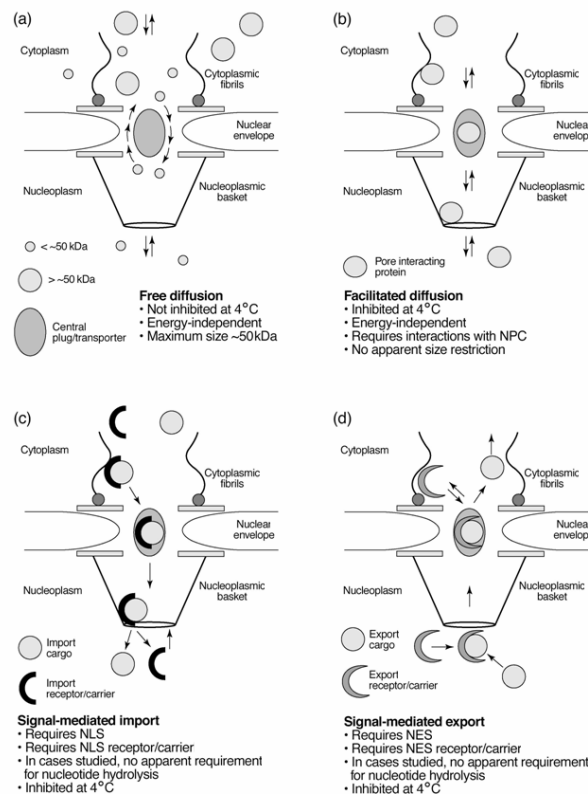 (a)
Cytoplasm
Cytoplasmic
fibrils
Nuclear
envelope
Nucleoplasm
Nucleoplasmic
basket
< ~50 kDa
> ~50 kDa
Central
plug/transporter
Free diffusion
• Not inhibited at 4°C
• Energy-independent
• Maximum size ~50kDa
(b)
Cytoplasm
Cytoplasmic
fibrils
Nuclear
envelope
Nucleoplasm
Nucleoplasmic
basket
Pore interacting
protein
Facilitated diffusion
• Inhibited at 4°C
• Energy-independent
• Requires interactions with NPC
• No apparent size restriction
(c)
Cytoplasm
Cytoplasmic
fibrils
Nuclear
envelope
Nucleoplasm
Nucleoplasmic
basket
Import
cargo
Import
receptor/carrier
Signal-mediated import
• Requires NLS
• Requires NLS receptor/carrier
• In cases studied, no apparent requirement
for nucleotide hydrolysis
• Inhibited at 4°C
(d)
Cytoplasm
Cytoplasmic
fibrils
Nuclear
envelope
Nucleoplasm
Nucleoplasmic
basket
Export
cargo
Export
receptor/carrier
Signal-mediated export
• Requires NES
• Requires NES receptor/carrier
• In cases studied, no apparent requirement
for nucleotide hydrolysis
• Inhibited at 4°C